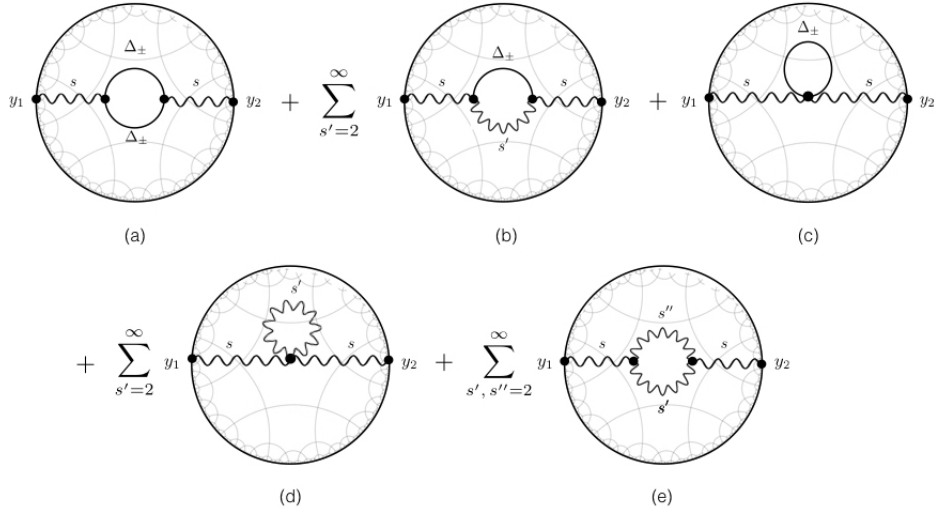 Δ± Δ± Δ±
y₁ s s y₂ + ∑_{s′=2}^{∞} y₁ s s y₂ + y₁ s s y₂
Δ± s′
(a) (b) (c)
s′ s″
+ ∑_{s′=2}^{∞} y₁ s s y₂ + ∑_{s′, s″=2}^{∞} y₁ s s y₂
s′
(d) (e)